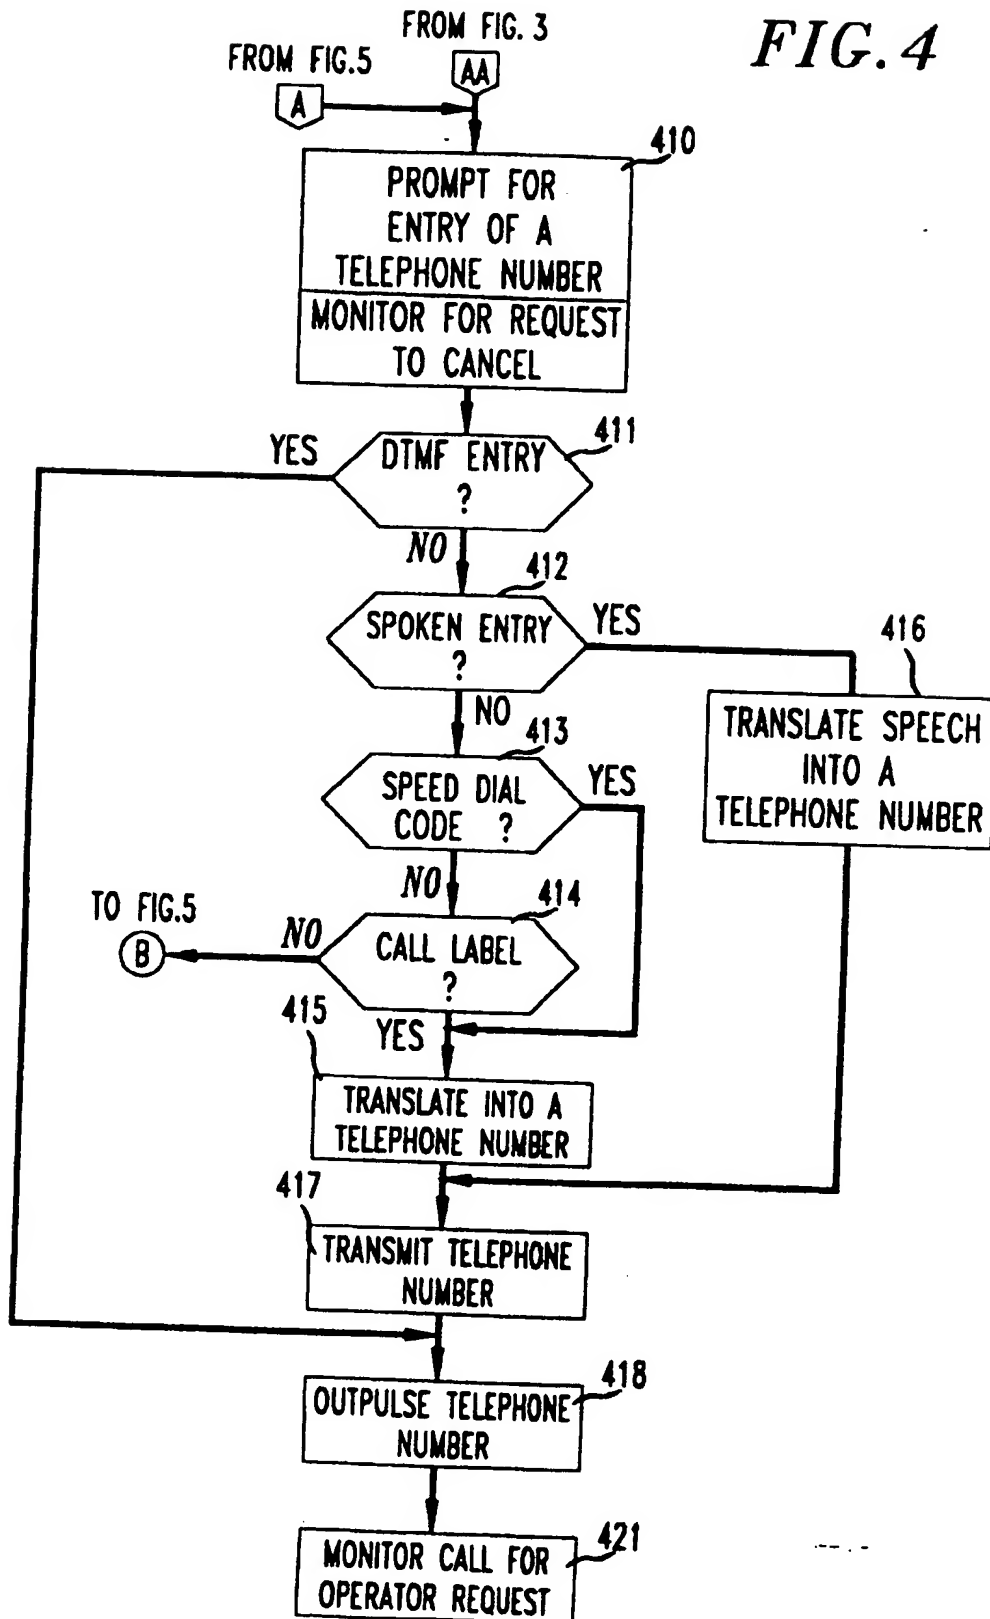 FIG. 4
FROM FIG. 3
FROM FIG.5
AA
A
410
PROMPT FOR
ENTRY OF A
TELEPHONE NUMBER
MONITOR FOR REQUEST
TO CANCEL
411
YES
DTMF ENTRY
?
NO
412
SPOKEN ENTRY
?
YES
416
TRANSLATE SPEECH
INTO A
TELEPHONE NUMBER
NO
413
SPEED DIAL
CODE ?
YES
NO
414
TO FIG.5
B
NO
CALL LABEL
?
415
YES
TRANSLATE INTO A
TELEPHONE NUMBER
417
TRANSMIT TELEPHONE
NUMBER
418
OUTPULSE TELEPHONE
NUMBER
421
MONITOR CALL FOR
OPERATOR REQUEST